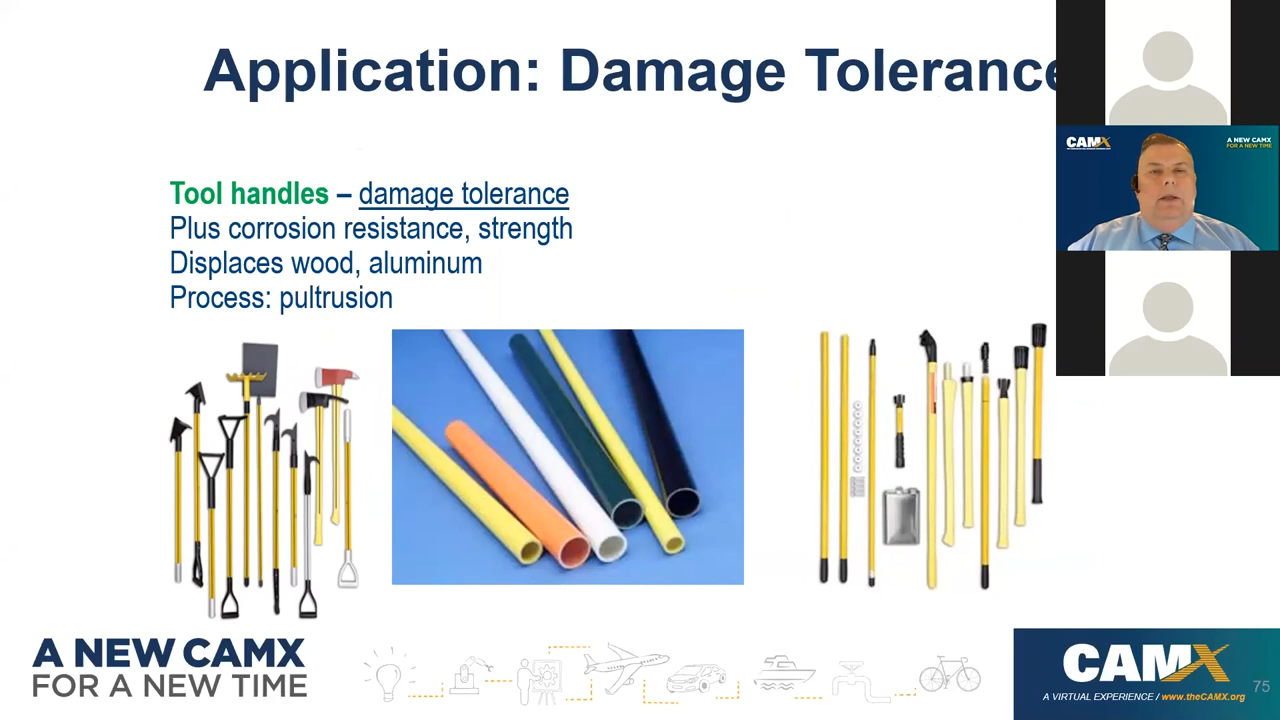 Application: Damage Tolerance
Tool handles – damage tolerance
Plus corrosion resistance, strength
Displaces wood, aluminum
Process: pultrusion
CAMX
A NEW CAMX
FOR A NEW TIME
A NEW CAMX
FOR A NEW TIME
CAMX
A VIRTUAL EXPERIENCE / www.theCAMX.org
75